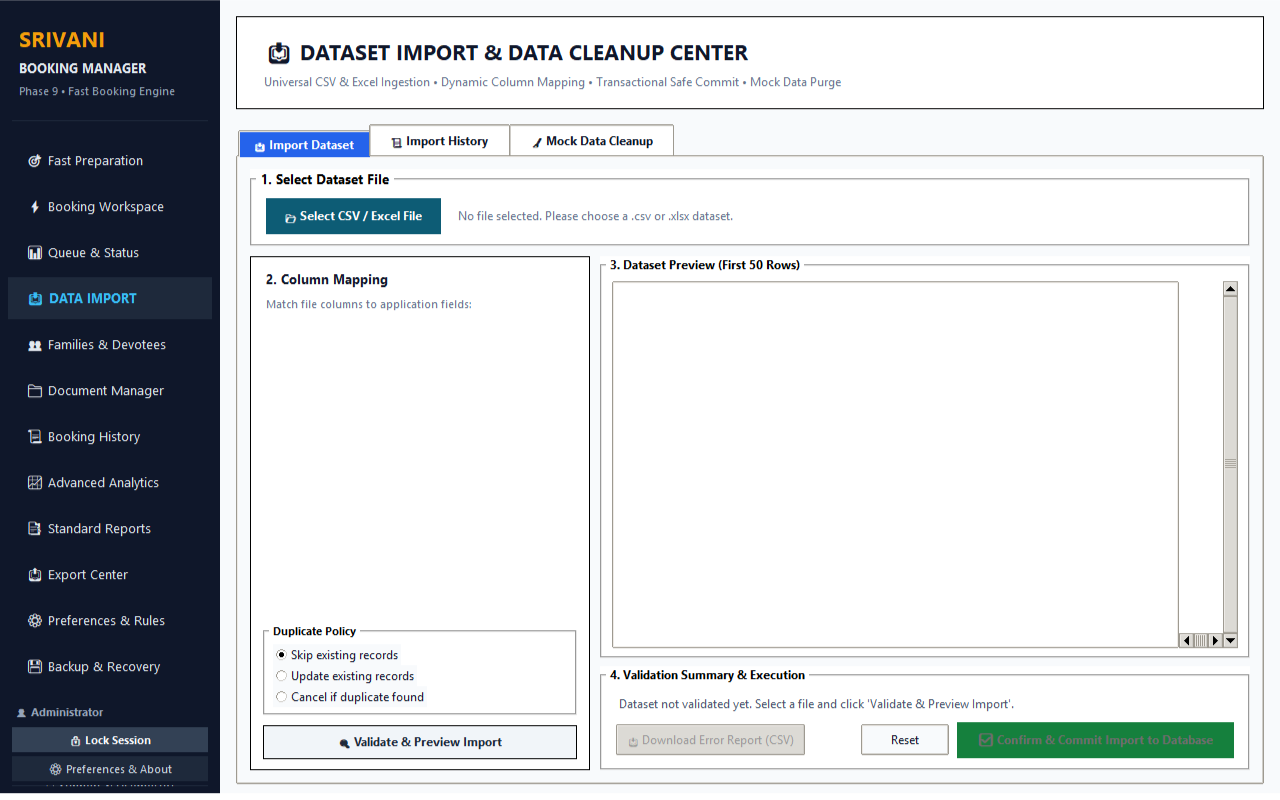 SRIVANI
BOOKING MANAGER
Phase 9 • Fast Booking Engine
Fast Preparation
Booking Workspace
Queue & Status
DATA IMPORT
Families & Devotees
Document Manager
Booking History
Advanced Analytics
Standard Reports
Export Center
Preferences & Rules
Backup & Recovery
Administrator
Lock Session
Preferences & About
DATASET IMPORT & DATA CLEANUP CENTER
Universal CSV & Excel Ingestion • Dynamic Column Mapping • Transactional Safe Commit • Mock Data Purge
Import Dataset
Import History
Mock Data Cleanup
1. Select Dataset File
Select CSV / Excel File
No file selected. Please choose a .csv or .xlsx dataset.
2. Column Mapping
Match file columns to application fields:
Duplicate Policy
Skip existing records
Update existing records
Cancel if duplicate found
Validate & Preview Import
3. Dataset Preview (First 50 Rows)
4. Validation Summary & Execution
Dataset not validated yet. Select a file and click 'Validate & Preview Import'.
Download Error Report (CSV)
Reset
Confirm & Commit Import to Database